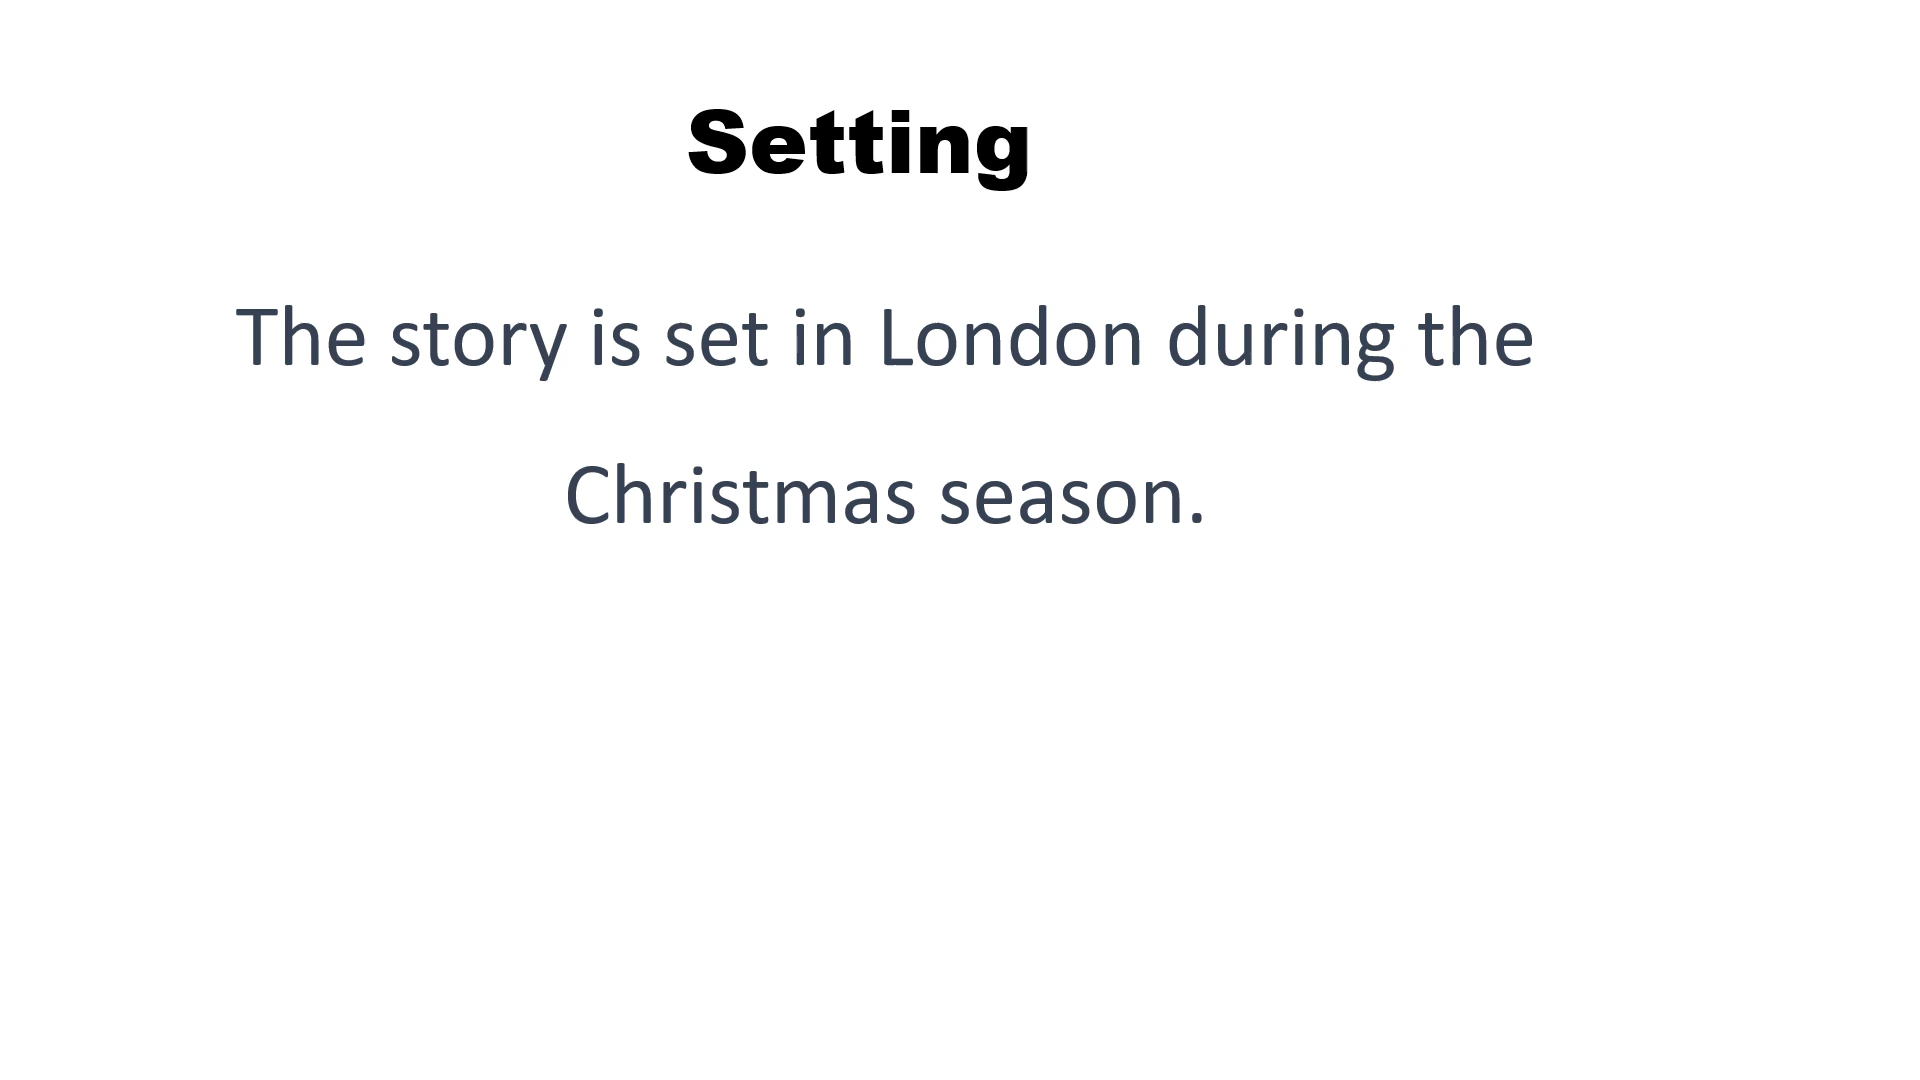 Setting
The story is set in London during the
Christmas season.